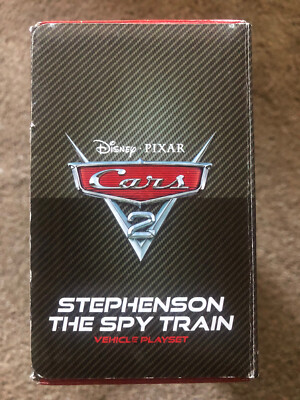 Disney · PIXAR
Cars
2
STEPHENSON
THE SPY TRAIN
VEHICLE PLAYSET